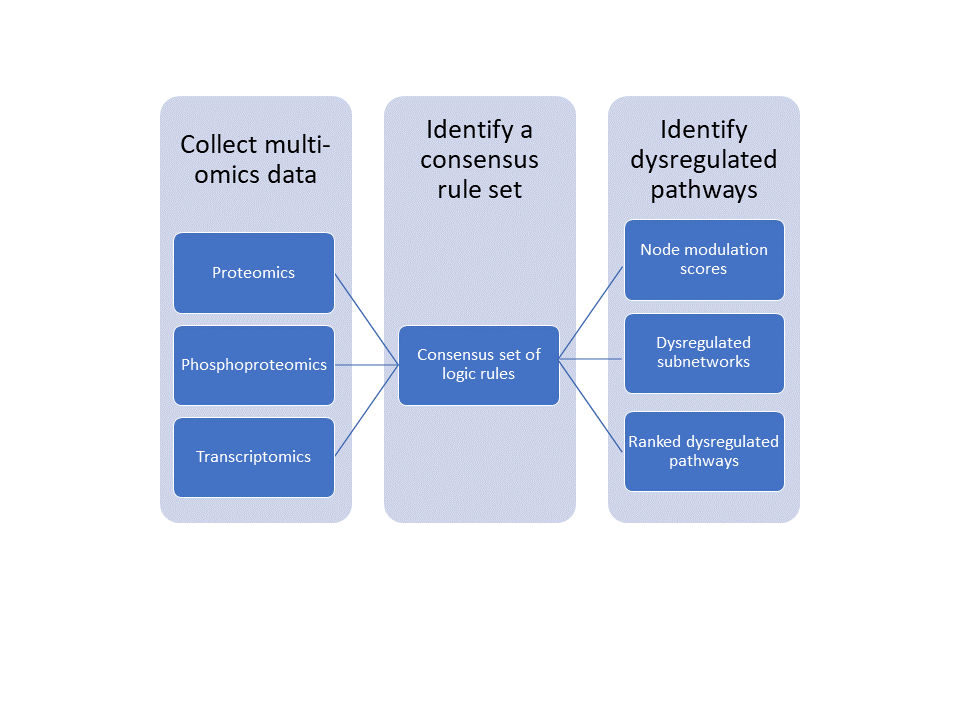 Collect multi-
omics data
Proteomics
Phosphoproteomics
Transcriptomics
Identify a
consensus
rule set
Consensus set of
logic rules
Identify
dysregulated
pathways
Node modulation
scores
Dysregulated
subnetworks
Ranked dysregulated
pathways